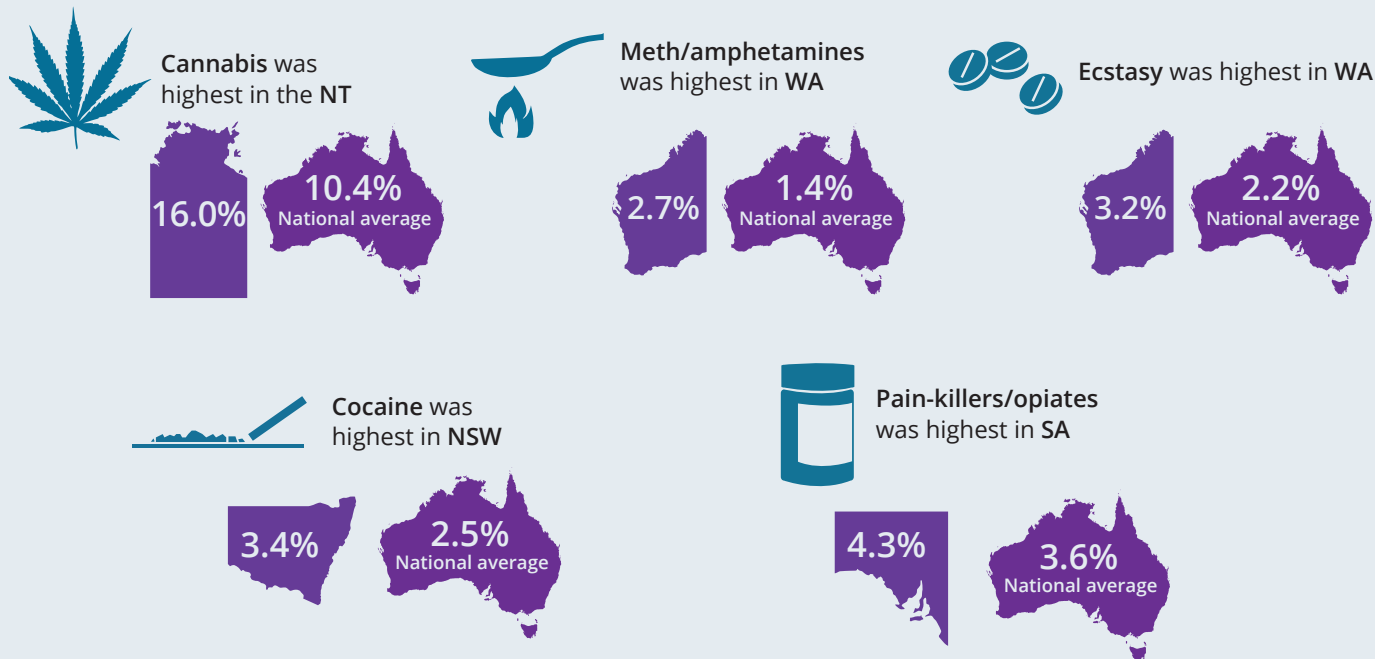 Cannabis was
highest in the NT
16.0%
10.4%
National average
Meth/amphetamines
was highest in WA
2.7%
1.4%
National average
Ecstasy was highest in WA
3.2%
2.2%
National average
Cocaine was
highest in NSW
3.4%
2.5%
National average
Pain-killers/opiates
was highest in SA
4.3%
3.6%
National average